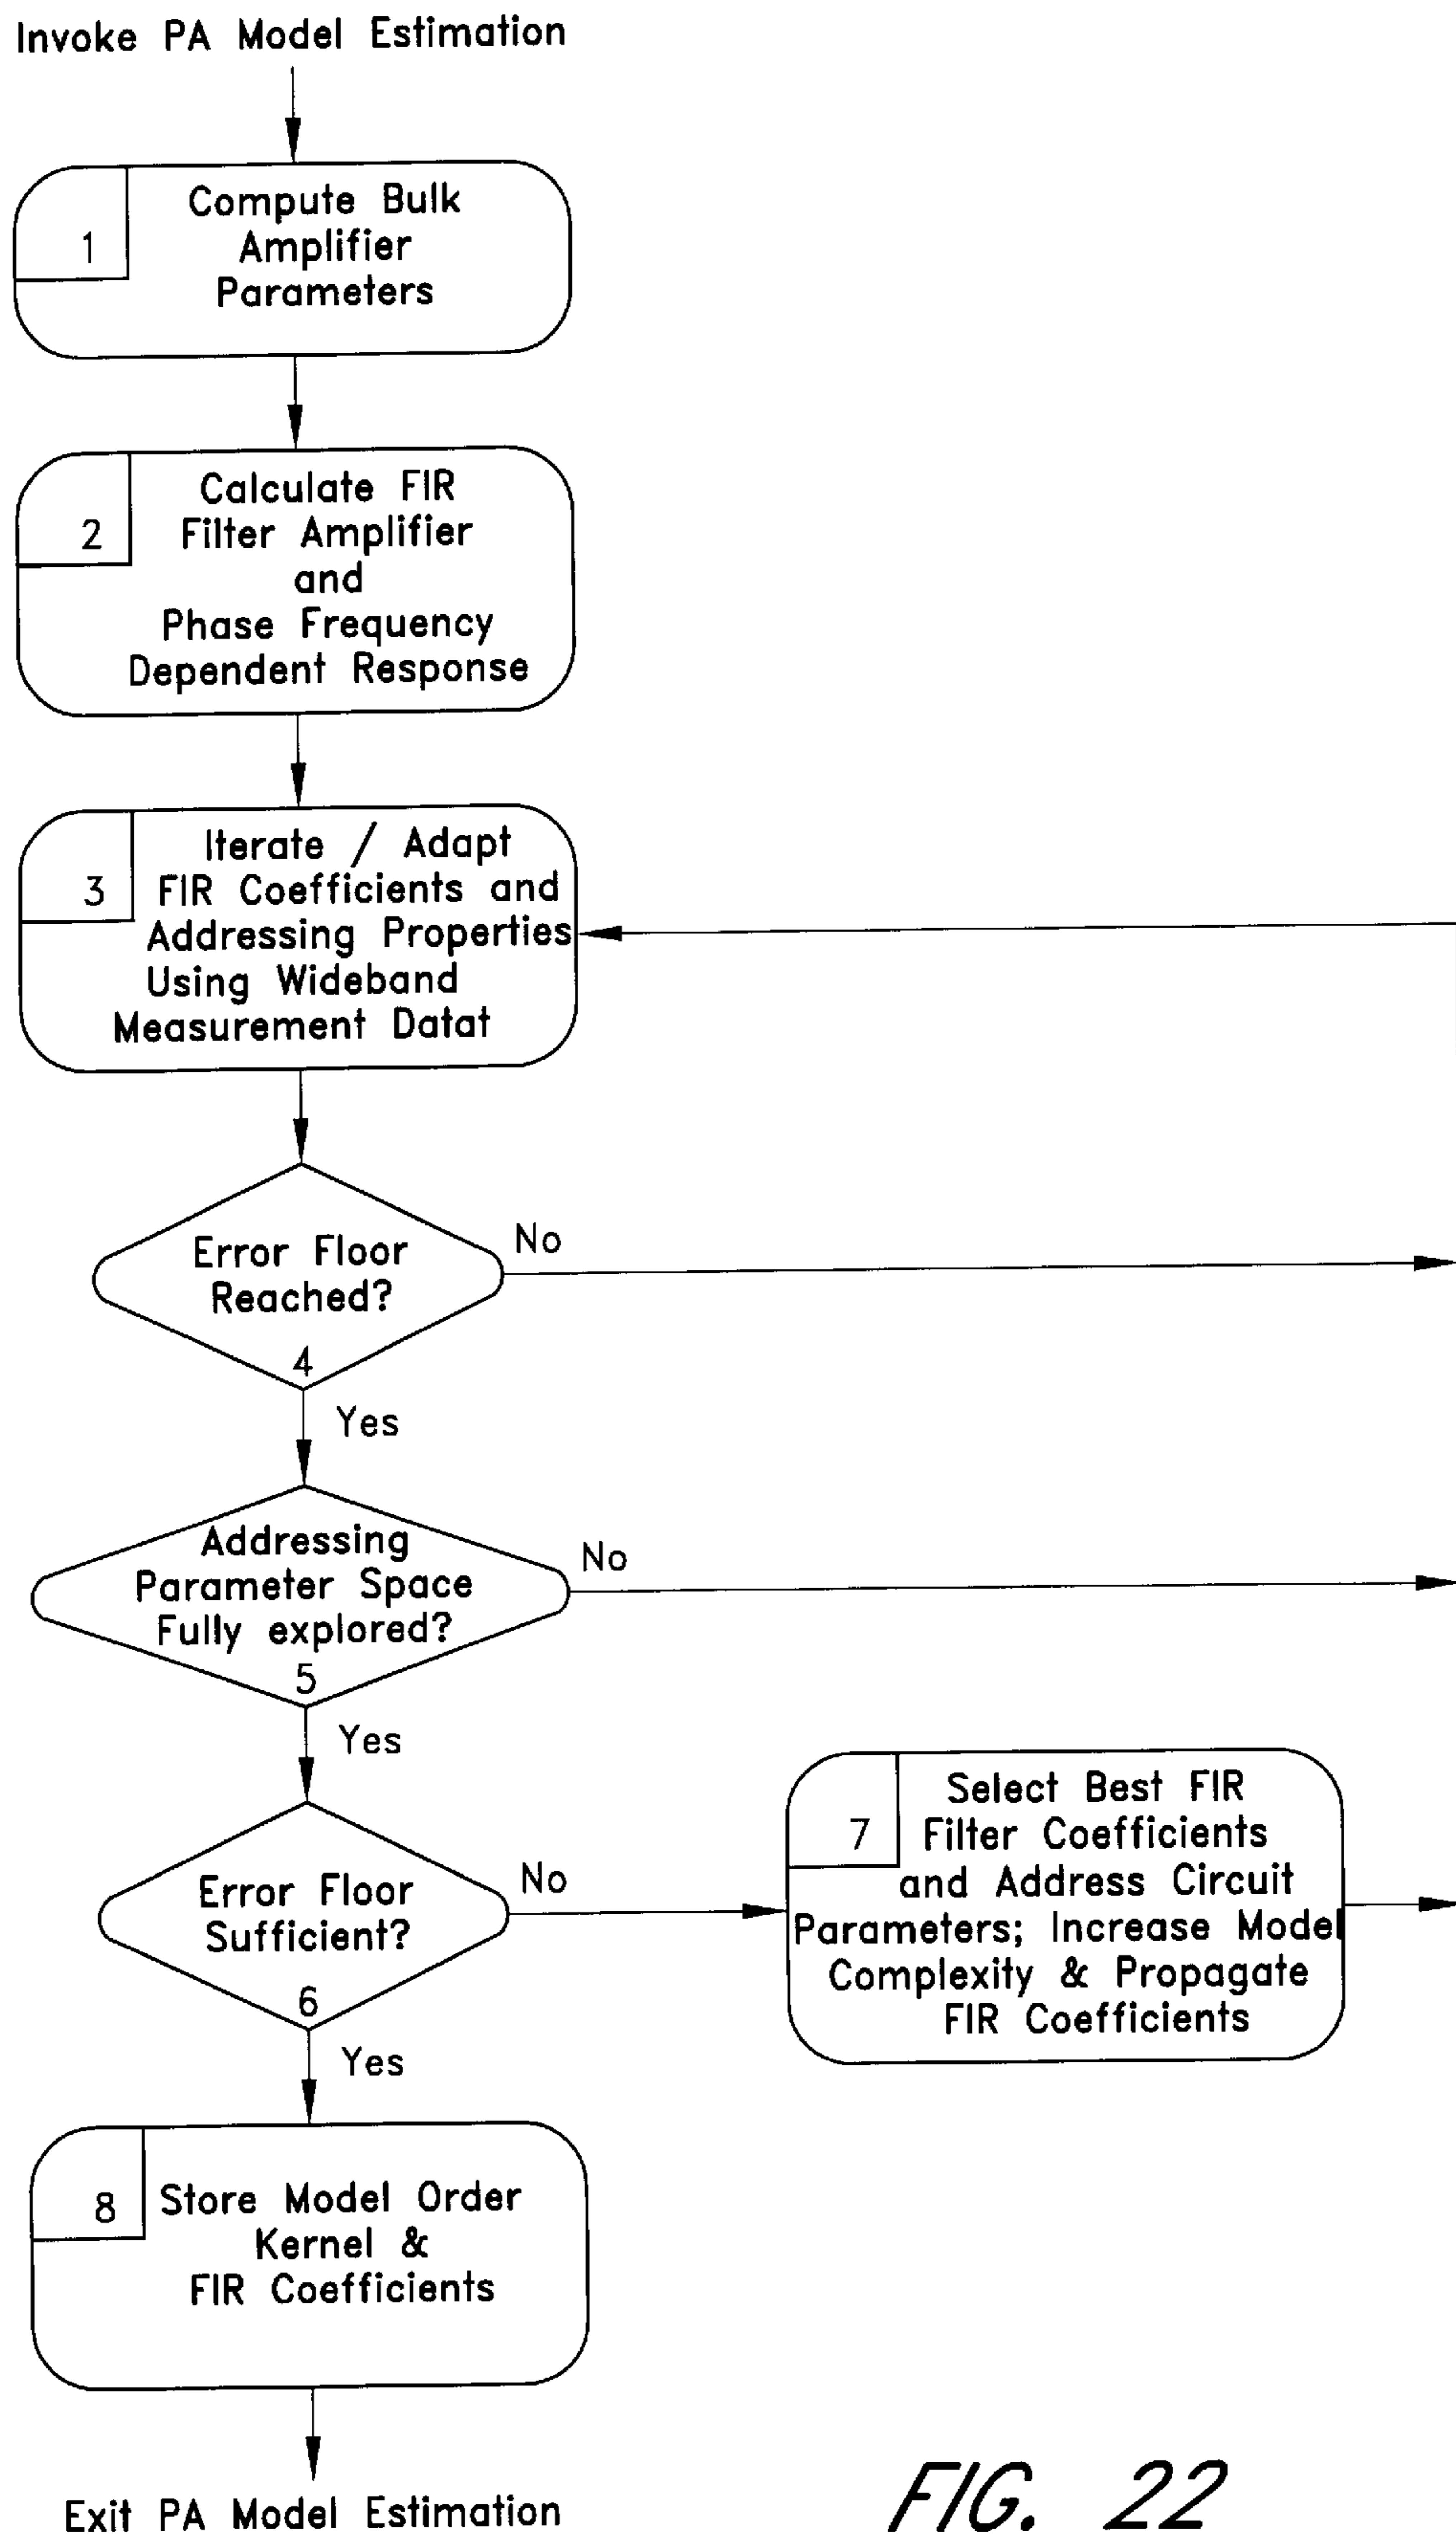 Invoke PA Model Estimation
1
Compute Bulk
Amplifier
Parameters
2
Calculate FIR
Filter Amplifier
and
Phase Frequency
Dependent Response
3
Iterate / Adapt
FIR Coefficients and
Addressing Properties
Using Wideband
Measurement Datat
Error Floor
Reached?
4
No
Yes
Addressing
Parameter Space
Fully explored?
5
No
Yes
Error Floor
Sufficient?
6
No
Yes
7
Select Best FIR
Filter Coefficients
and Address Circuit
Parameters; Increase Model
Complexity & Propagate
FIR Coefficients
8
Store Model Order
Kernel &
FIR Coefficients
Exit PA Model Estimation
FIG. 22